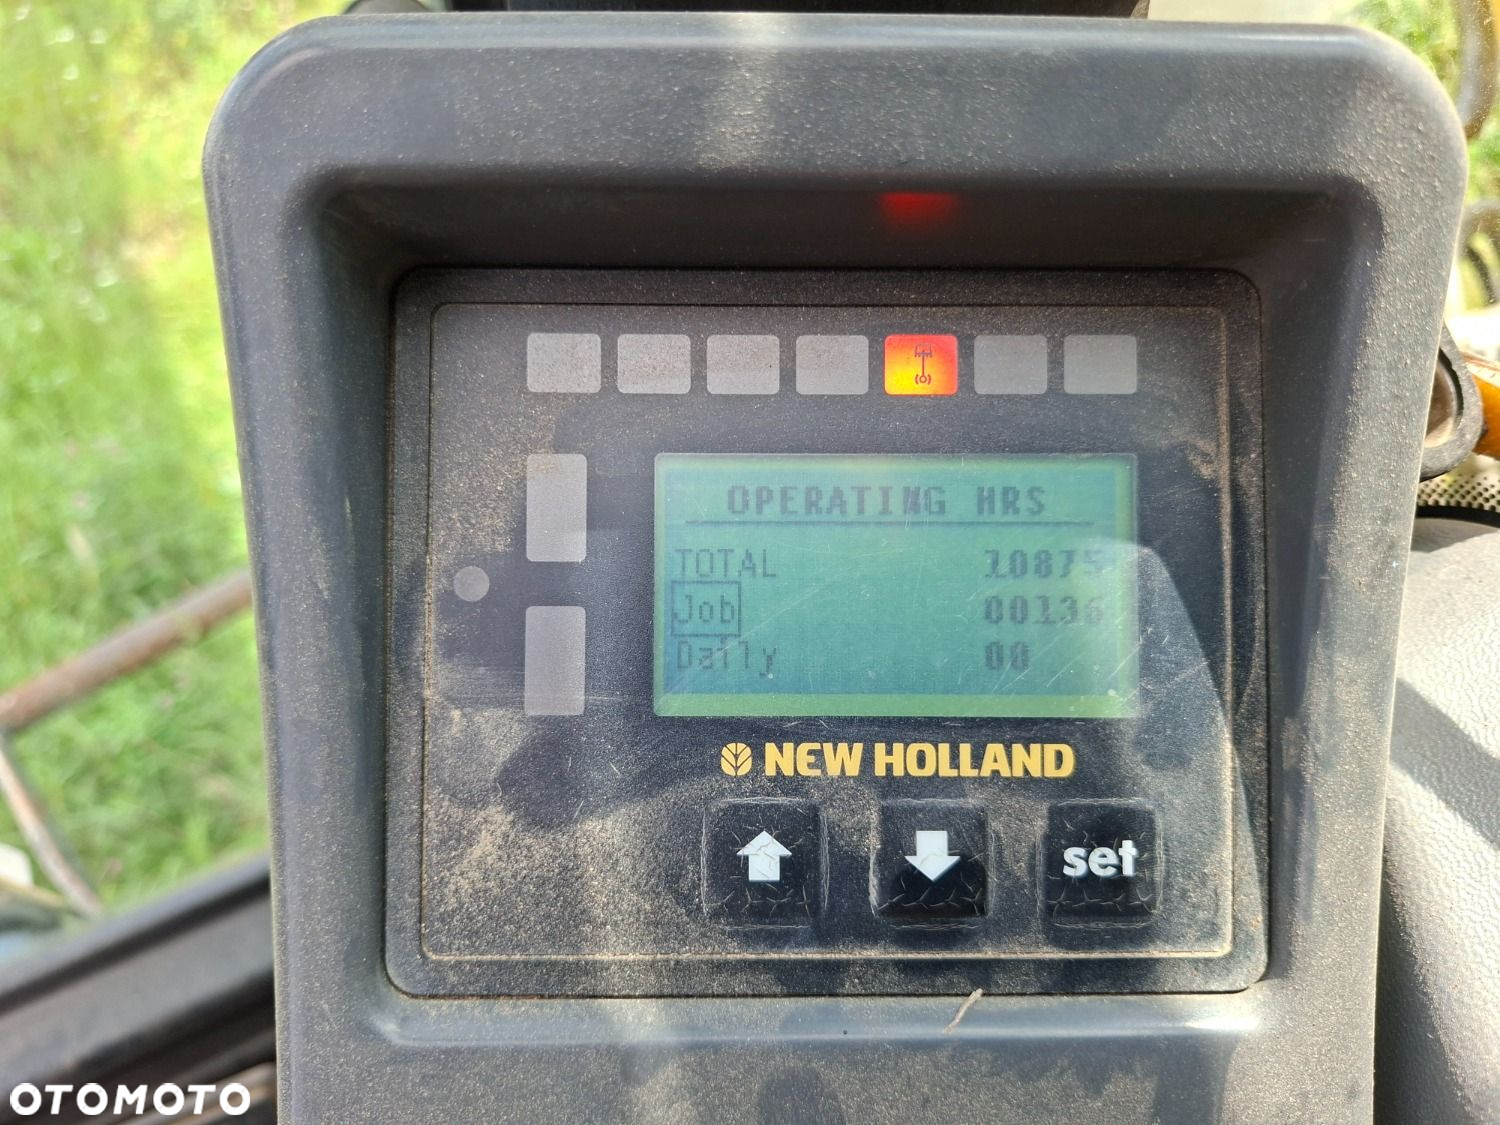 OPERATING HRS
TOTAL 10875
Job 00136
Daily 00
NEW HOLLAND
set
OTOMOTO